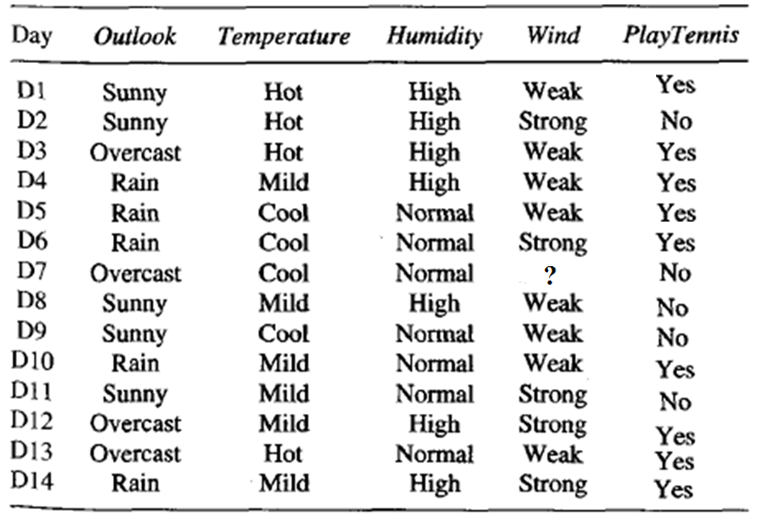 Day Outlook Temperature Humidity Wind PlayTennis
D1 Sunny Hot High Weak Yes
D2 Sunny Hot High Strong No
D3 Overcast Hot High Weak Yes
D4 Rain Mild High Weak Yes
D5 Rain Cool Normal Weak Yes
D6 Rain Cool Normal Strong Yes
D7 Overcast Cool Normal ? No
D8 Sunny Mild High Weak No
D9 Sunny Cool Normal Weak No
D10 Rain Mild Normal Weak Yes
D11 Sunny Mild Normal Strong No
D12 Overcast Mild High Strong Yes
D13 Overcast Hot Normal Weak Yes
D14 Rain Mild High Strong Yes